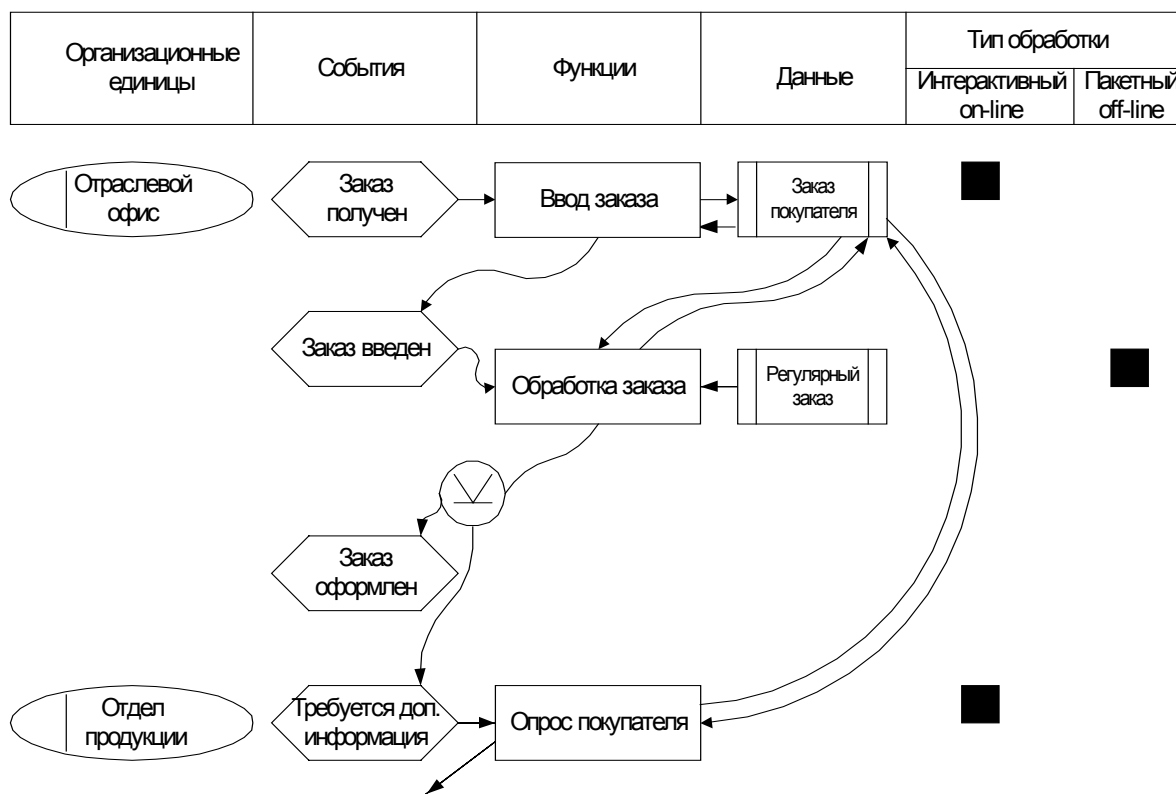 Организационные
единицы
События
Функции
Данные
Тип обработки
Интерактивный
on-line
Пакетный
off-line
Отраслевой
офис
Заказ
получен
Ввод заказа
Заказ
покупателя
Заказ введен
Обработка заказа
Регулярный
заказ
Заказ
оформлен
Отдел
продукции
Требуется доп.
информация
Опрос покупателя